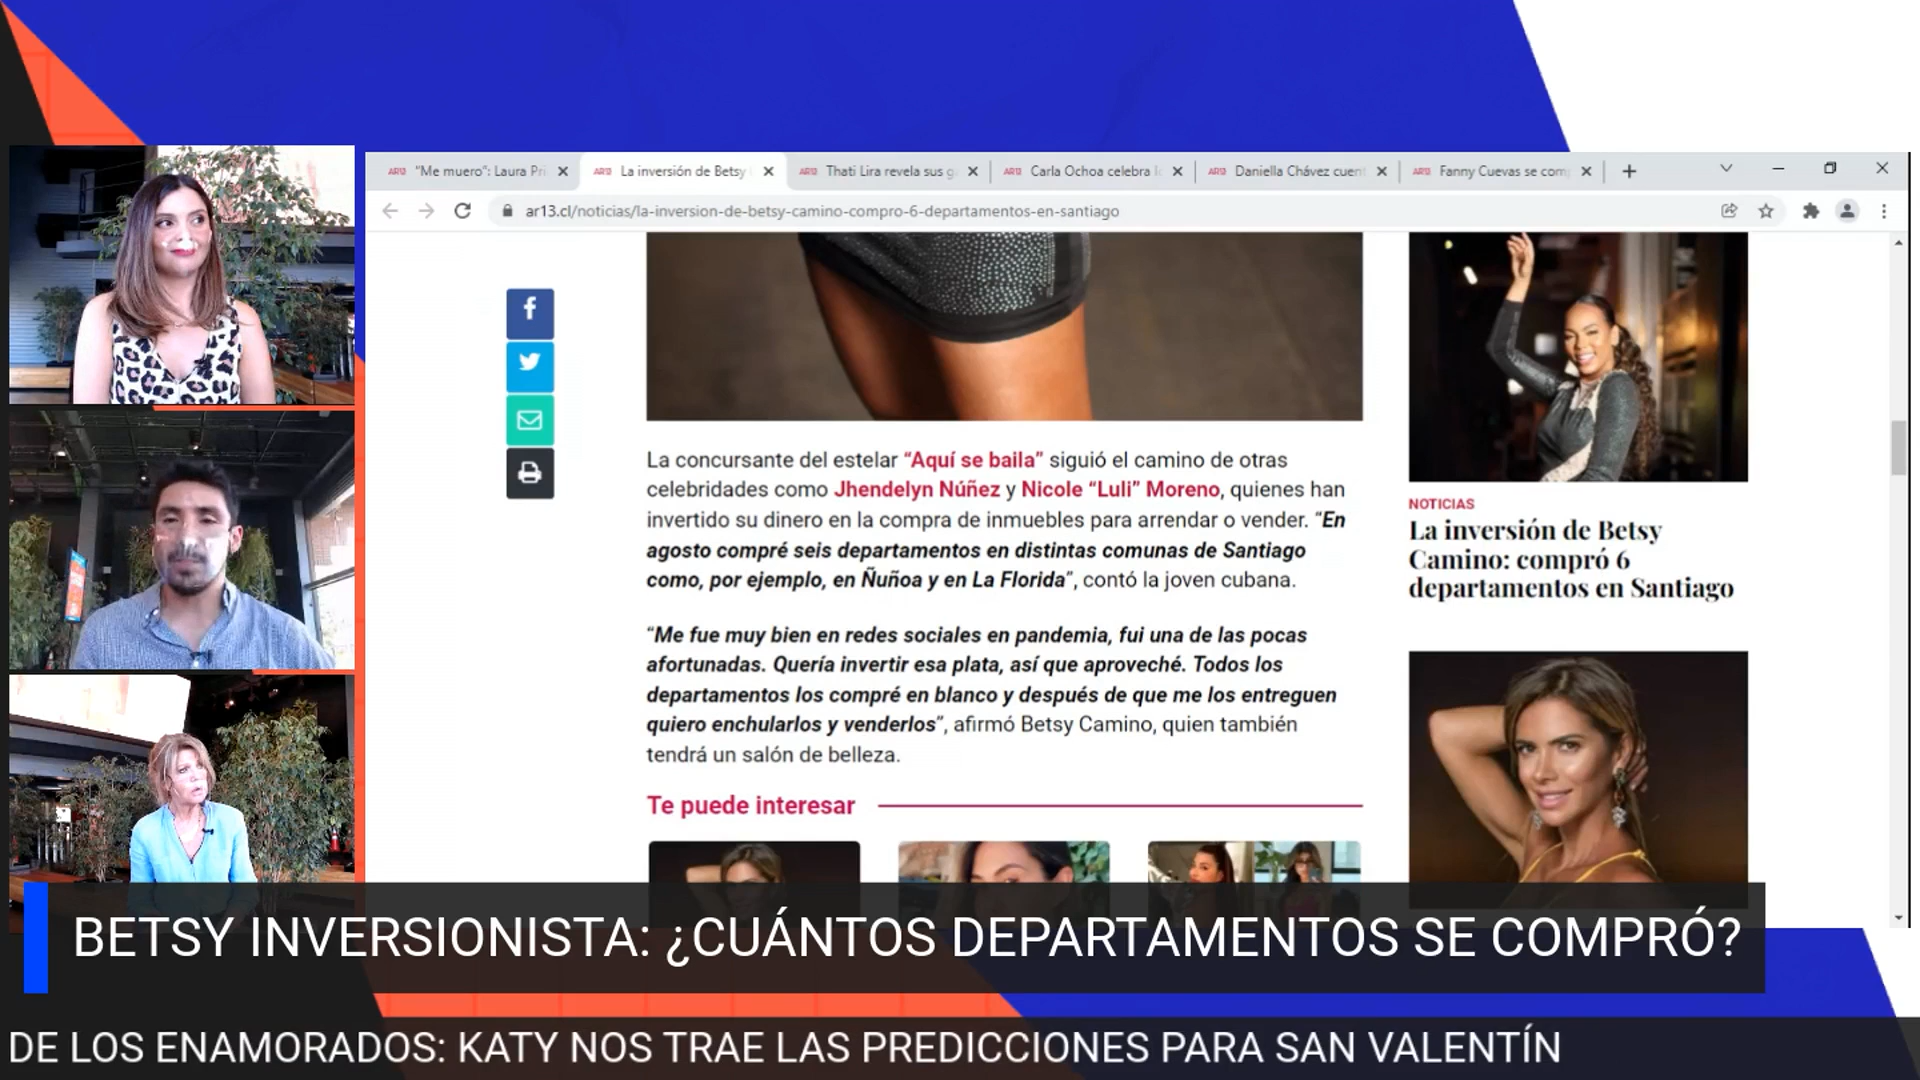 "Me muero": Laura Pri
La inversión de Betsy
Thati Lira revela sus g
Carla Ochoa celebra l
Daniella Chávez cuent
Fanny Cuevas se com
ar13.cl/noticias/la-inversion-de-betsy-camino-compro-6-departamentos-en-santiago
La concursante del estelar “Aquí se baila” siguió el camino de otras
celebridades como Jhendelyn Núñez y Nicole “Luli” Moreno, quienes han
invertido su dinero en la compra de inmuebles para arrendar o vender. “En
agosto compré seis departamentos en distintas comunas de Santiago
como, por ejemplo, en Ñuñoa y en La Florida”, contó la joven cubana.
“Me fue muy bien en redes sociales en pandemia, fui una de las pocas
afortunadas. Quería invertir esa plata, así que aproveché. Todos los
departamentos los compré en blanco y después de que me los entreguen
quiero enchularlos y venderlos”, afirmó Betsy Camino, quien también
tendrá un salón de belleza.
Te puede interesar
NOTICIAS
La inversión de Betsy
Camino: compró 6
departamentos en Santiago
BETSY INVERSIONISTA: ¿CUÁNTOS DEPARTAMENTOS SE COMPRÓ?
DE LOS ENAMORADOS: KATY NOS TRAE LAS PREDICCIONES PARA SAN VALENTÍN